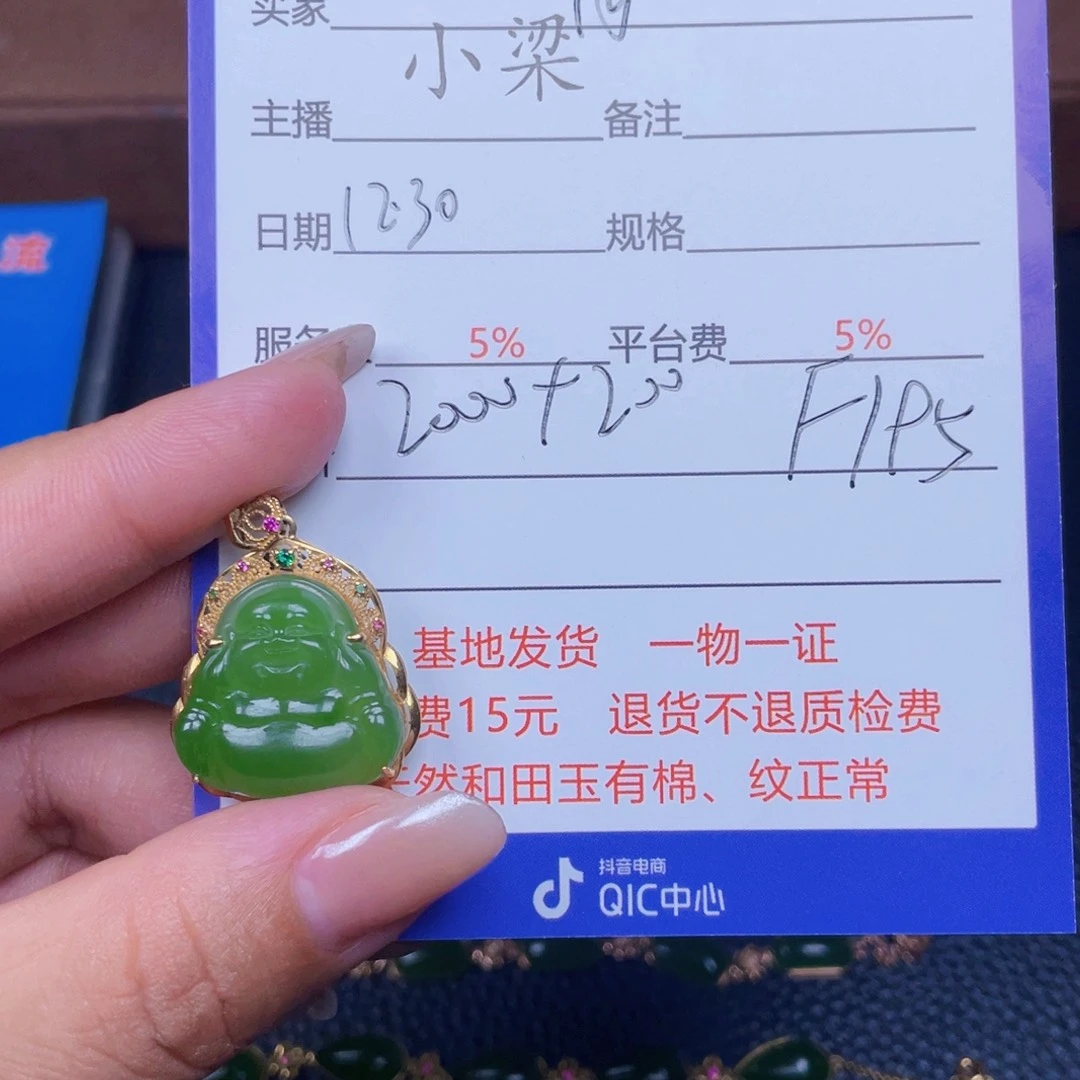 买家
小梁
主播 备注
日期 12.30 规格
服务 5% 平台费 5%
2000+200 F1P5
基地发货 一物一证
费15元 退货不退质检费
然和田玉有棉、纹正常
抖音电商
QIC中心
流